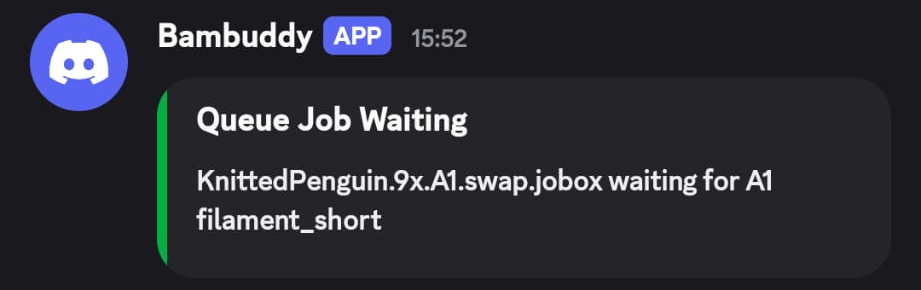 Bambuddy APP 15:52
Queue Job Waiting
KnittedPenguin.9x.A1.swap.jobox waiting for A1
filament_short